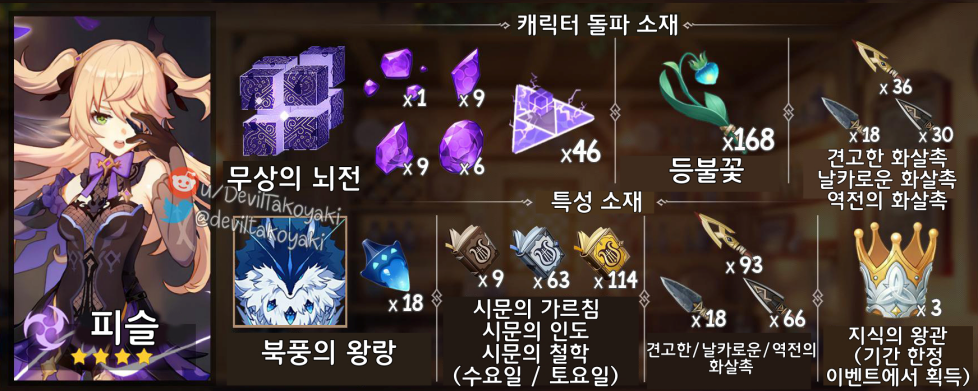 캐릭터 돌파 소재
x1
x9
x9
x6
무상의 뇌전
x46
x168
등불꽃
x36
x18
x30
견고한 화살촉
날카로운 화살촉
역전의 화살촉
u/DevilTakoyaki
@deviltakoyaki
피슬
특성 소재
x18
북풍의 왕랑
x9
x63
x114
시문의 가르침
시문의 인도
시문의 철학
(수요일 / 토요일)
x93
x18
x66
견고한/날카로운/역전의
화살촉
x3
지식의 왕관
(기간 한정
이벤트에서 획득)